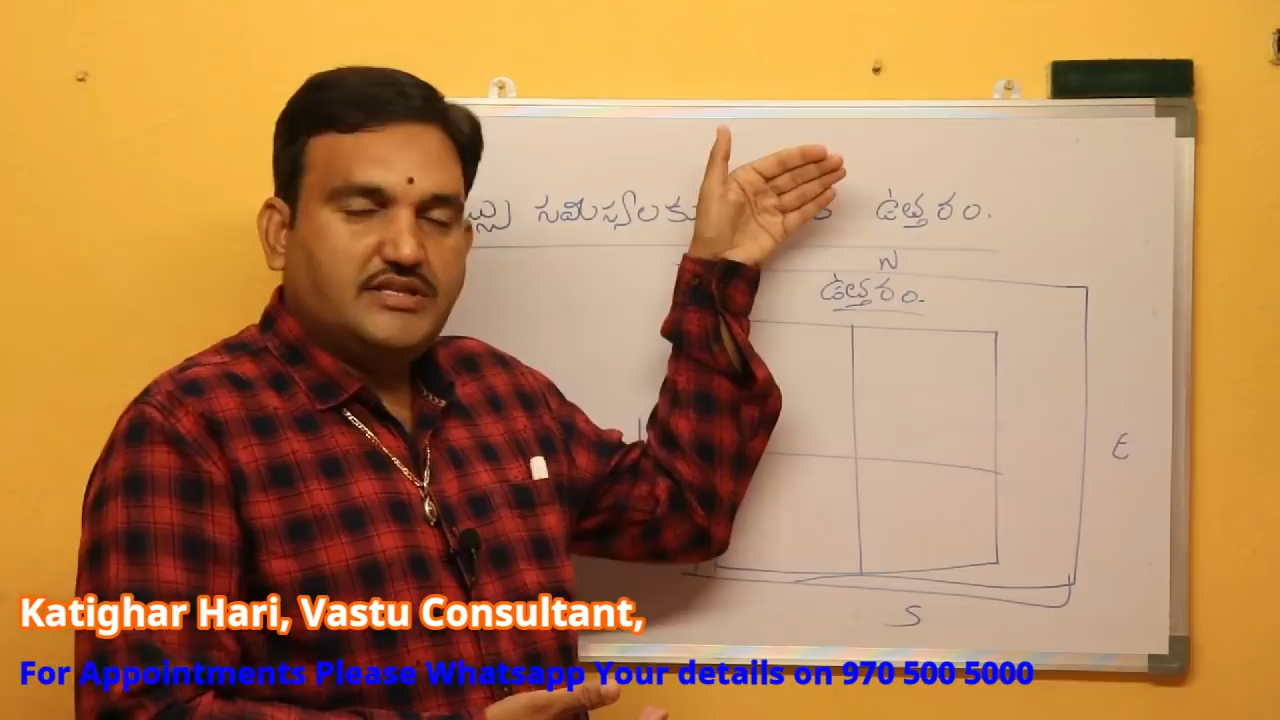 సమస్యలకు ఉత్తరం.
N
ఉత్తరం.
E
S
Katighar Hari, Vastu Consultant,
For Appointments Please Whatsapp Your details on 970 500 5000